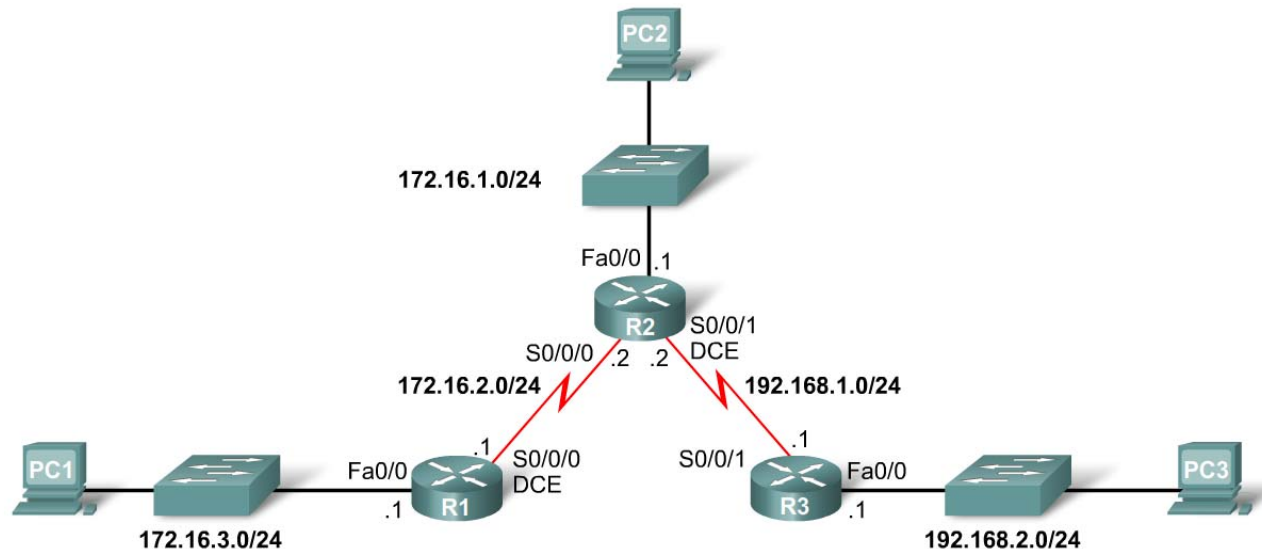 PC2
172.16.1.0/24
Fa0/0
.1
R2
S0/0/1
DCE
S0/0/0
.2
.2
172.16.2.0/24
192.168.1.0/24
.1
S0/0/0
DCE
.1
S0/0/1
PC1
Fa0/0
.1
R1
R3
Fa0/0
.1
PC3
172.16.3.0/24
192.168.2.0/24